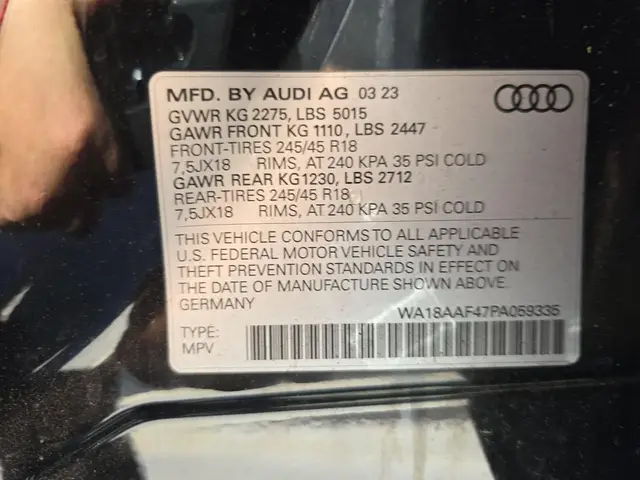 MFD. BY AUDI AG 03 23
GVWR KG 2275, LBS 5015
GAWR FRONT KG 1110, LBS 2447
FRONT-TIRES 245/45 R18
7,5JX18 RIMS, AT 240 KPA 35 PSI COLD
GAWR REAR KG1230, LBS 2712
REAR-TIRES 245/45 R18
7,5JX18 RIMS, AT 240 KPA 35 PSI COLD
THIS VEHICLE CONFORMS TO ALL APPLICABLE
U.S. FEDERAL MOTOR VEHICLE SAFETY AND
THEFT PREVENTION STANDARDS IN EFFECT ON
THE DATE OF MANUFACTURE SHOWN ABOVE.
GERMANY
WA18AAF47PA059335
TYPE:
MPV